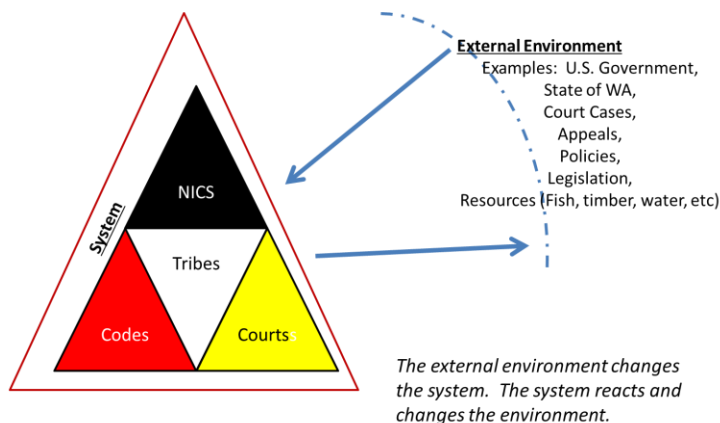 External Environment
Examples: U.S. Government,
State of WA,
Court Cases,
Appeals,
Policies,
Legislation,
Resources (Fish, timber, water, etc)
System
NICS
Tribes
Codes
Courts
The external environment changes
the system. The system reacts and
changes the environment.